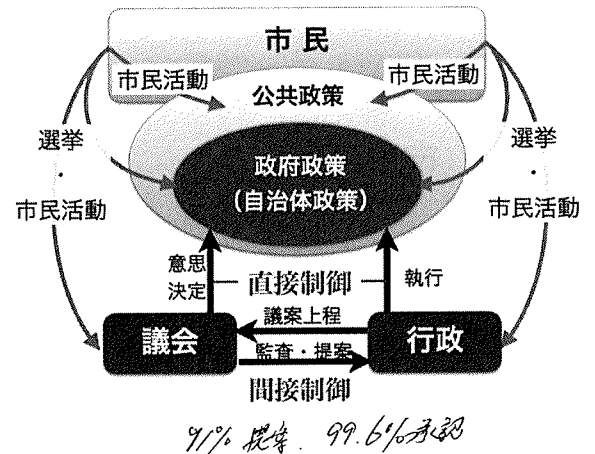 市民
市民活動
市民活動
公共政策
選挙
・
市民活動
選挙
・
市民活動
政府政策
(自治体政策)
意思
決定
直接制御
執行
議案上程
議会
行政
監査・提案
間接制御
91% 提案、99.6%承認